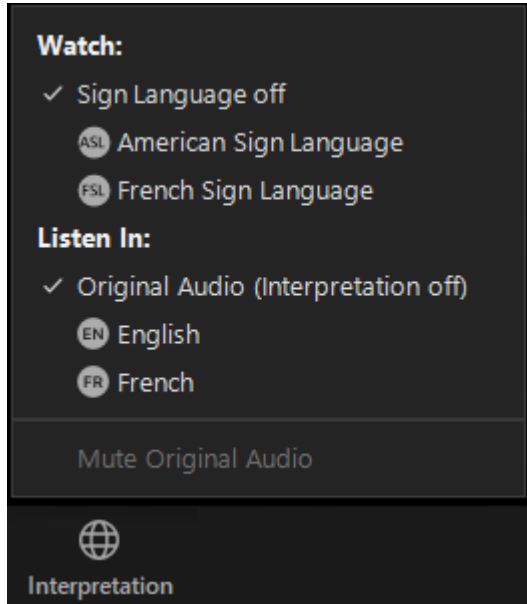 Watch:
✓ Sign Language off
ASL American Sign Language
FSL French Sign Language
Listen In:
✓ Original Audio (Interpretation off)
EN English
FR French
Mute Original Audio
Interpretation